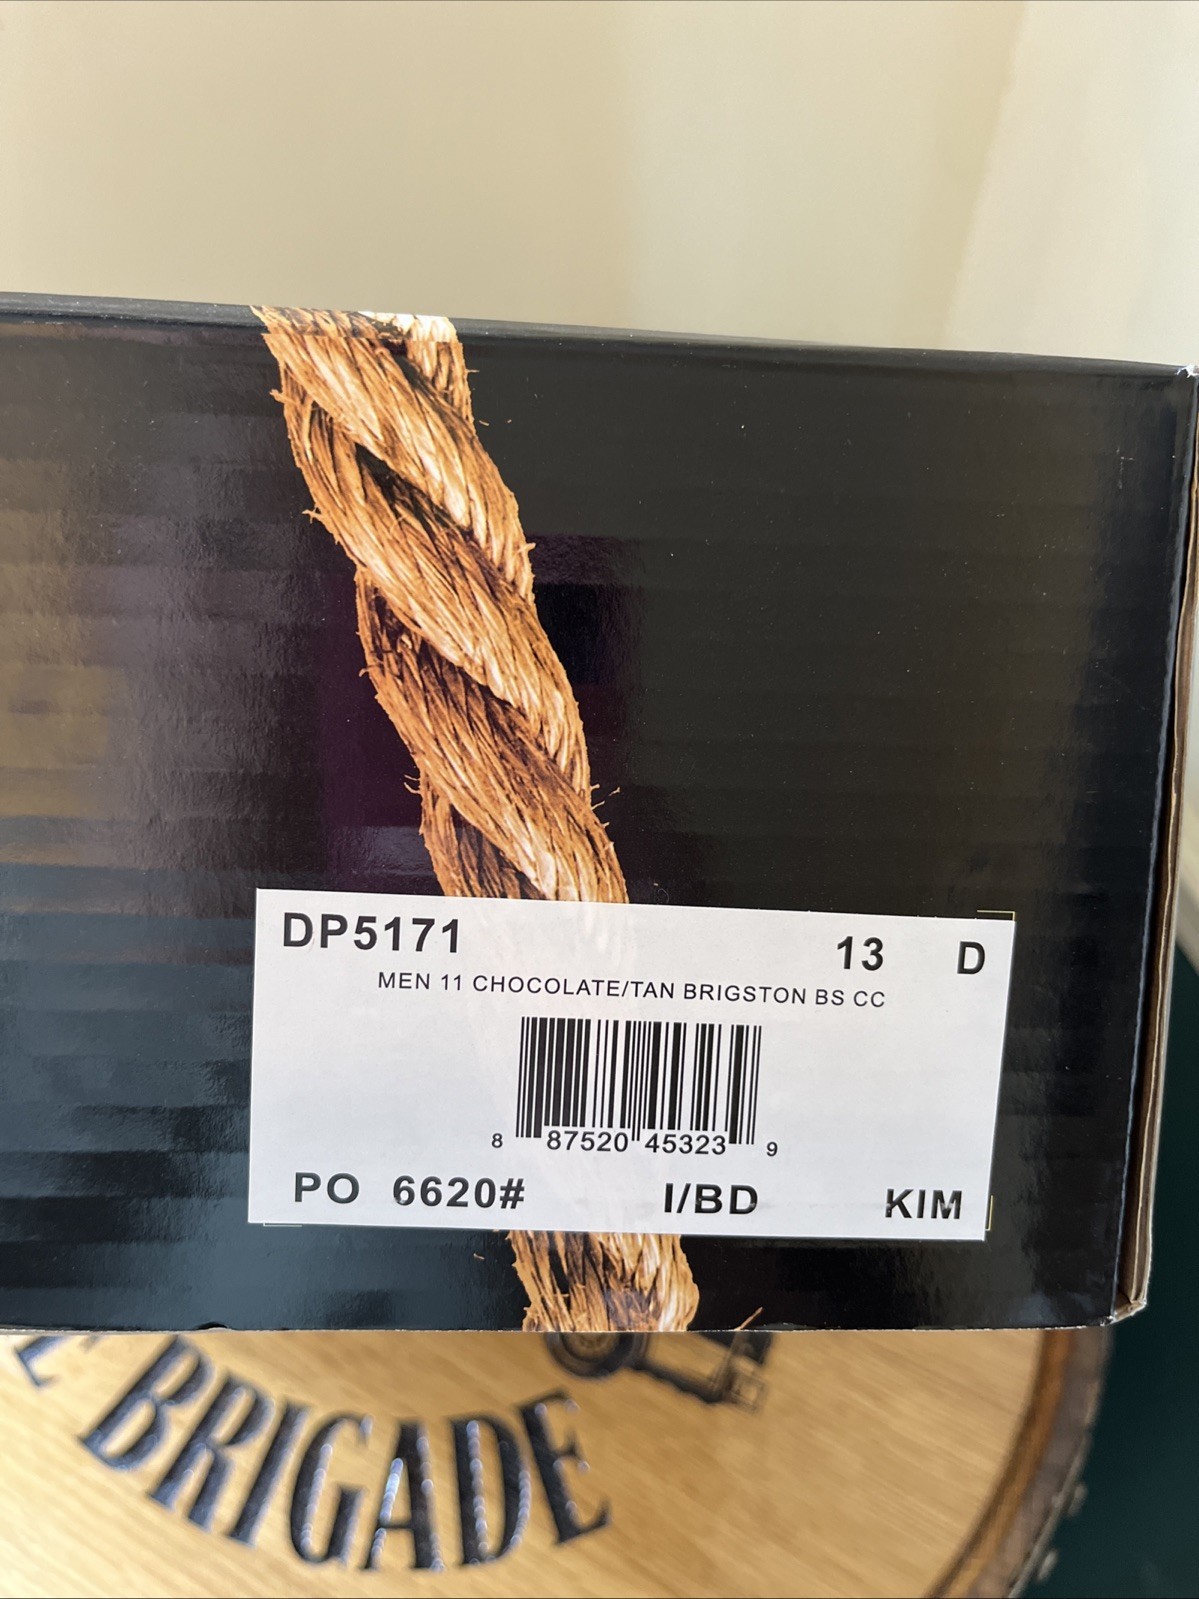 DP5171 13 D
MEN 11 CHOCOLATE/TAN BRIGSTON BS CC
8 87520 45323 9
PO 6620# I/BD KIM
BRIGADE